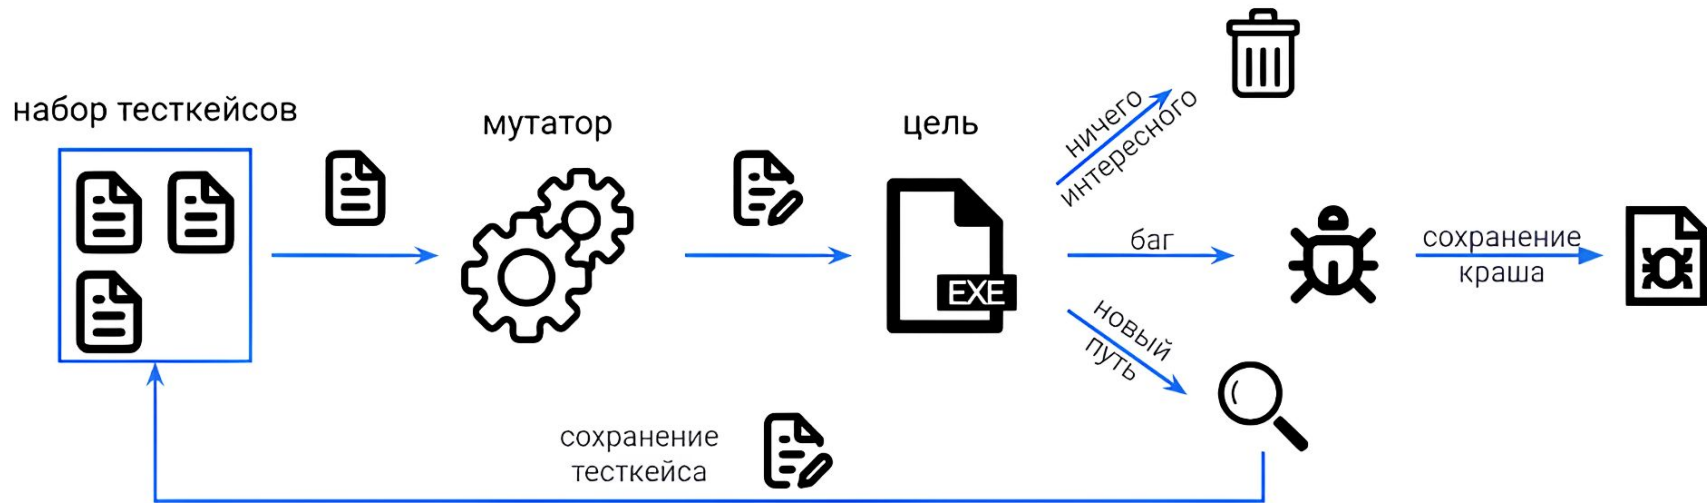 набор тесткейсов
мутатор
цель
EXE
ничего
интересного
баг
сохранение
краша
новый
путь
сохранение
тесткейса